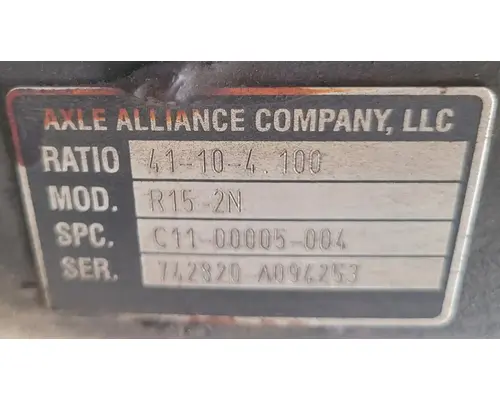 AXLE ALLIANCE COMPANY, LLC
RATIO 41-10-4.100
MOD. R15-2N
SPC. C11-00005-004
SER. 742820 A094253